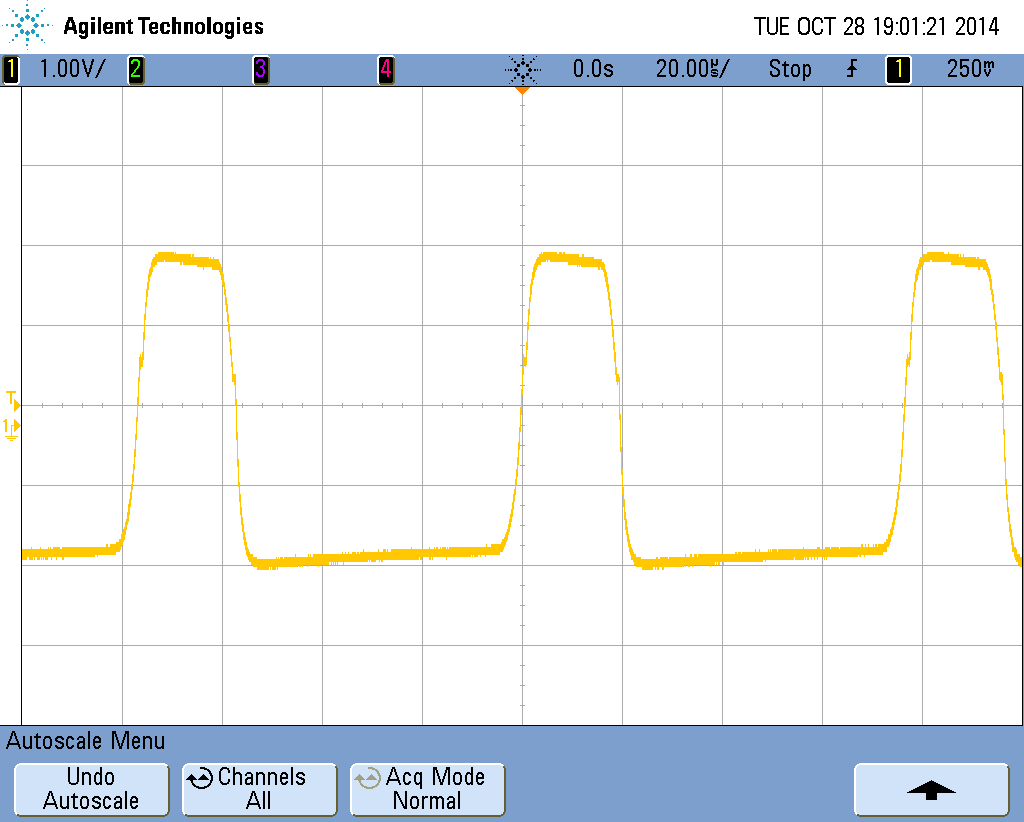 Agilent Technologies
TUE OCT 28 19:01:21 2014
1 1.00V/ 2 3 4 0.0s 20.00µs/ Stop 1 250mV
T
1
Autoscale Menu
Undo
Autoscale
Channels
All
Acq Mode
Normal